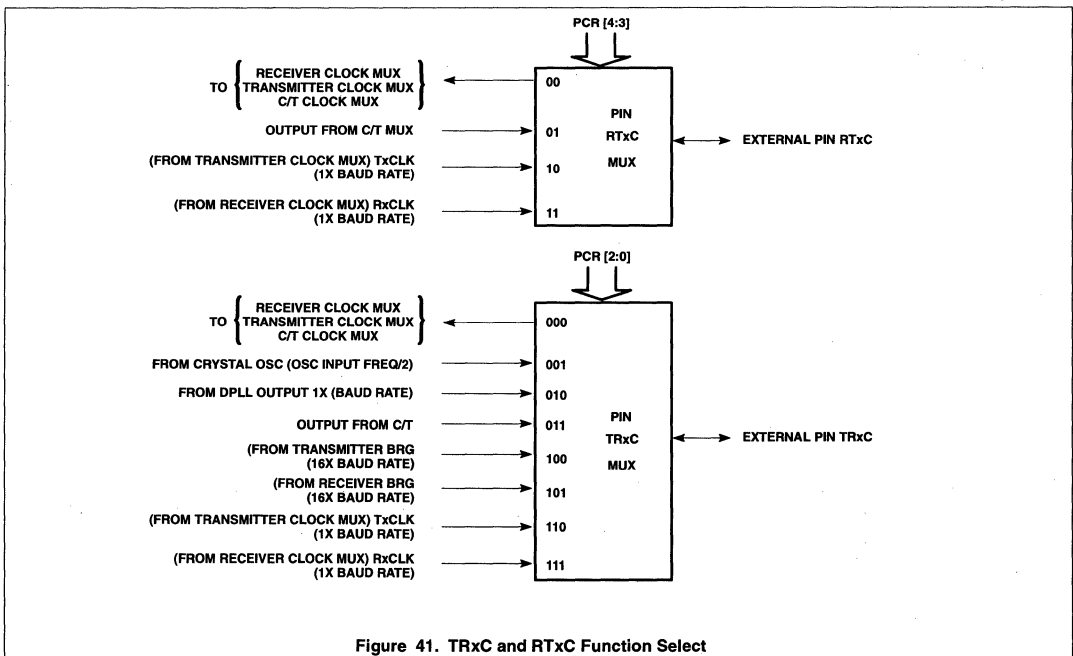 PCR [4:3]
RECEIVER CLOCK MUX
TO { TRANSMITTER CLOCK MUX }
C/T CLOCK MUX
00
OUTPUT FROM C/T MUX
01
(FROM TRANSMITTER CLOCK MUX) TxCLK
(1X BAUD RATE)
10
(FROM RECEIVER CLOCK MUX) RxCLK
(1X BAUD RATE)
11
PIN
RTxC
MUX
EXTERNAL PIN RTxC
PCR [2:0]
RECEIVER CLOCK MUX
TO { TRANSMITTER CLOCK MUX }
C/T CLOCK MUX
000
FROM CRYSTAL OSC (OSC INPUT FREQ/2)
001
FROM DPLL OUTPUT 1X (BAUD RATE)
010
OUTPUT FROM C/T
011
(FROM TRANSMITTER BRG
(16X BAUD RATE)
100
(FROM RECEIVER BRG
(16X BAUD RATE)
101
(FROM TRANSMITTER CLOCK MUX) TxCLK
(1X BAUD RATE)
110
(FROM RECEIVER CLOCK MUX) RxCLK
(1X BAUD RATE)
111
PIN
TRxC
MUX
EXTERNAL PIN TRxC
Figure 41. TRxC and RTxC Function Select